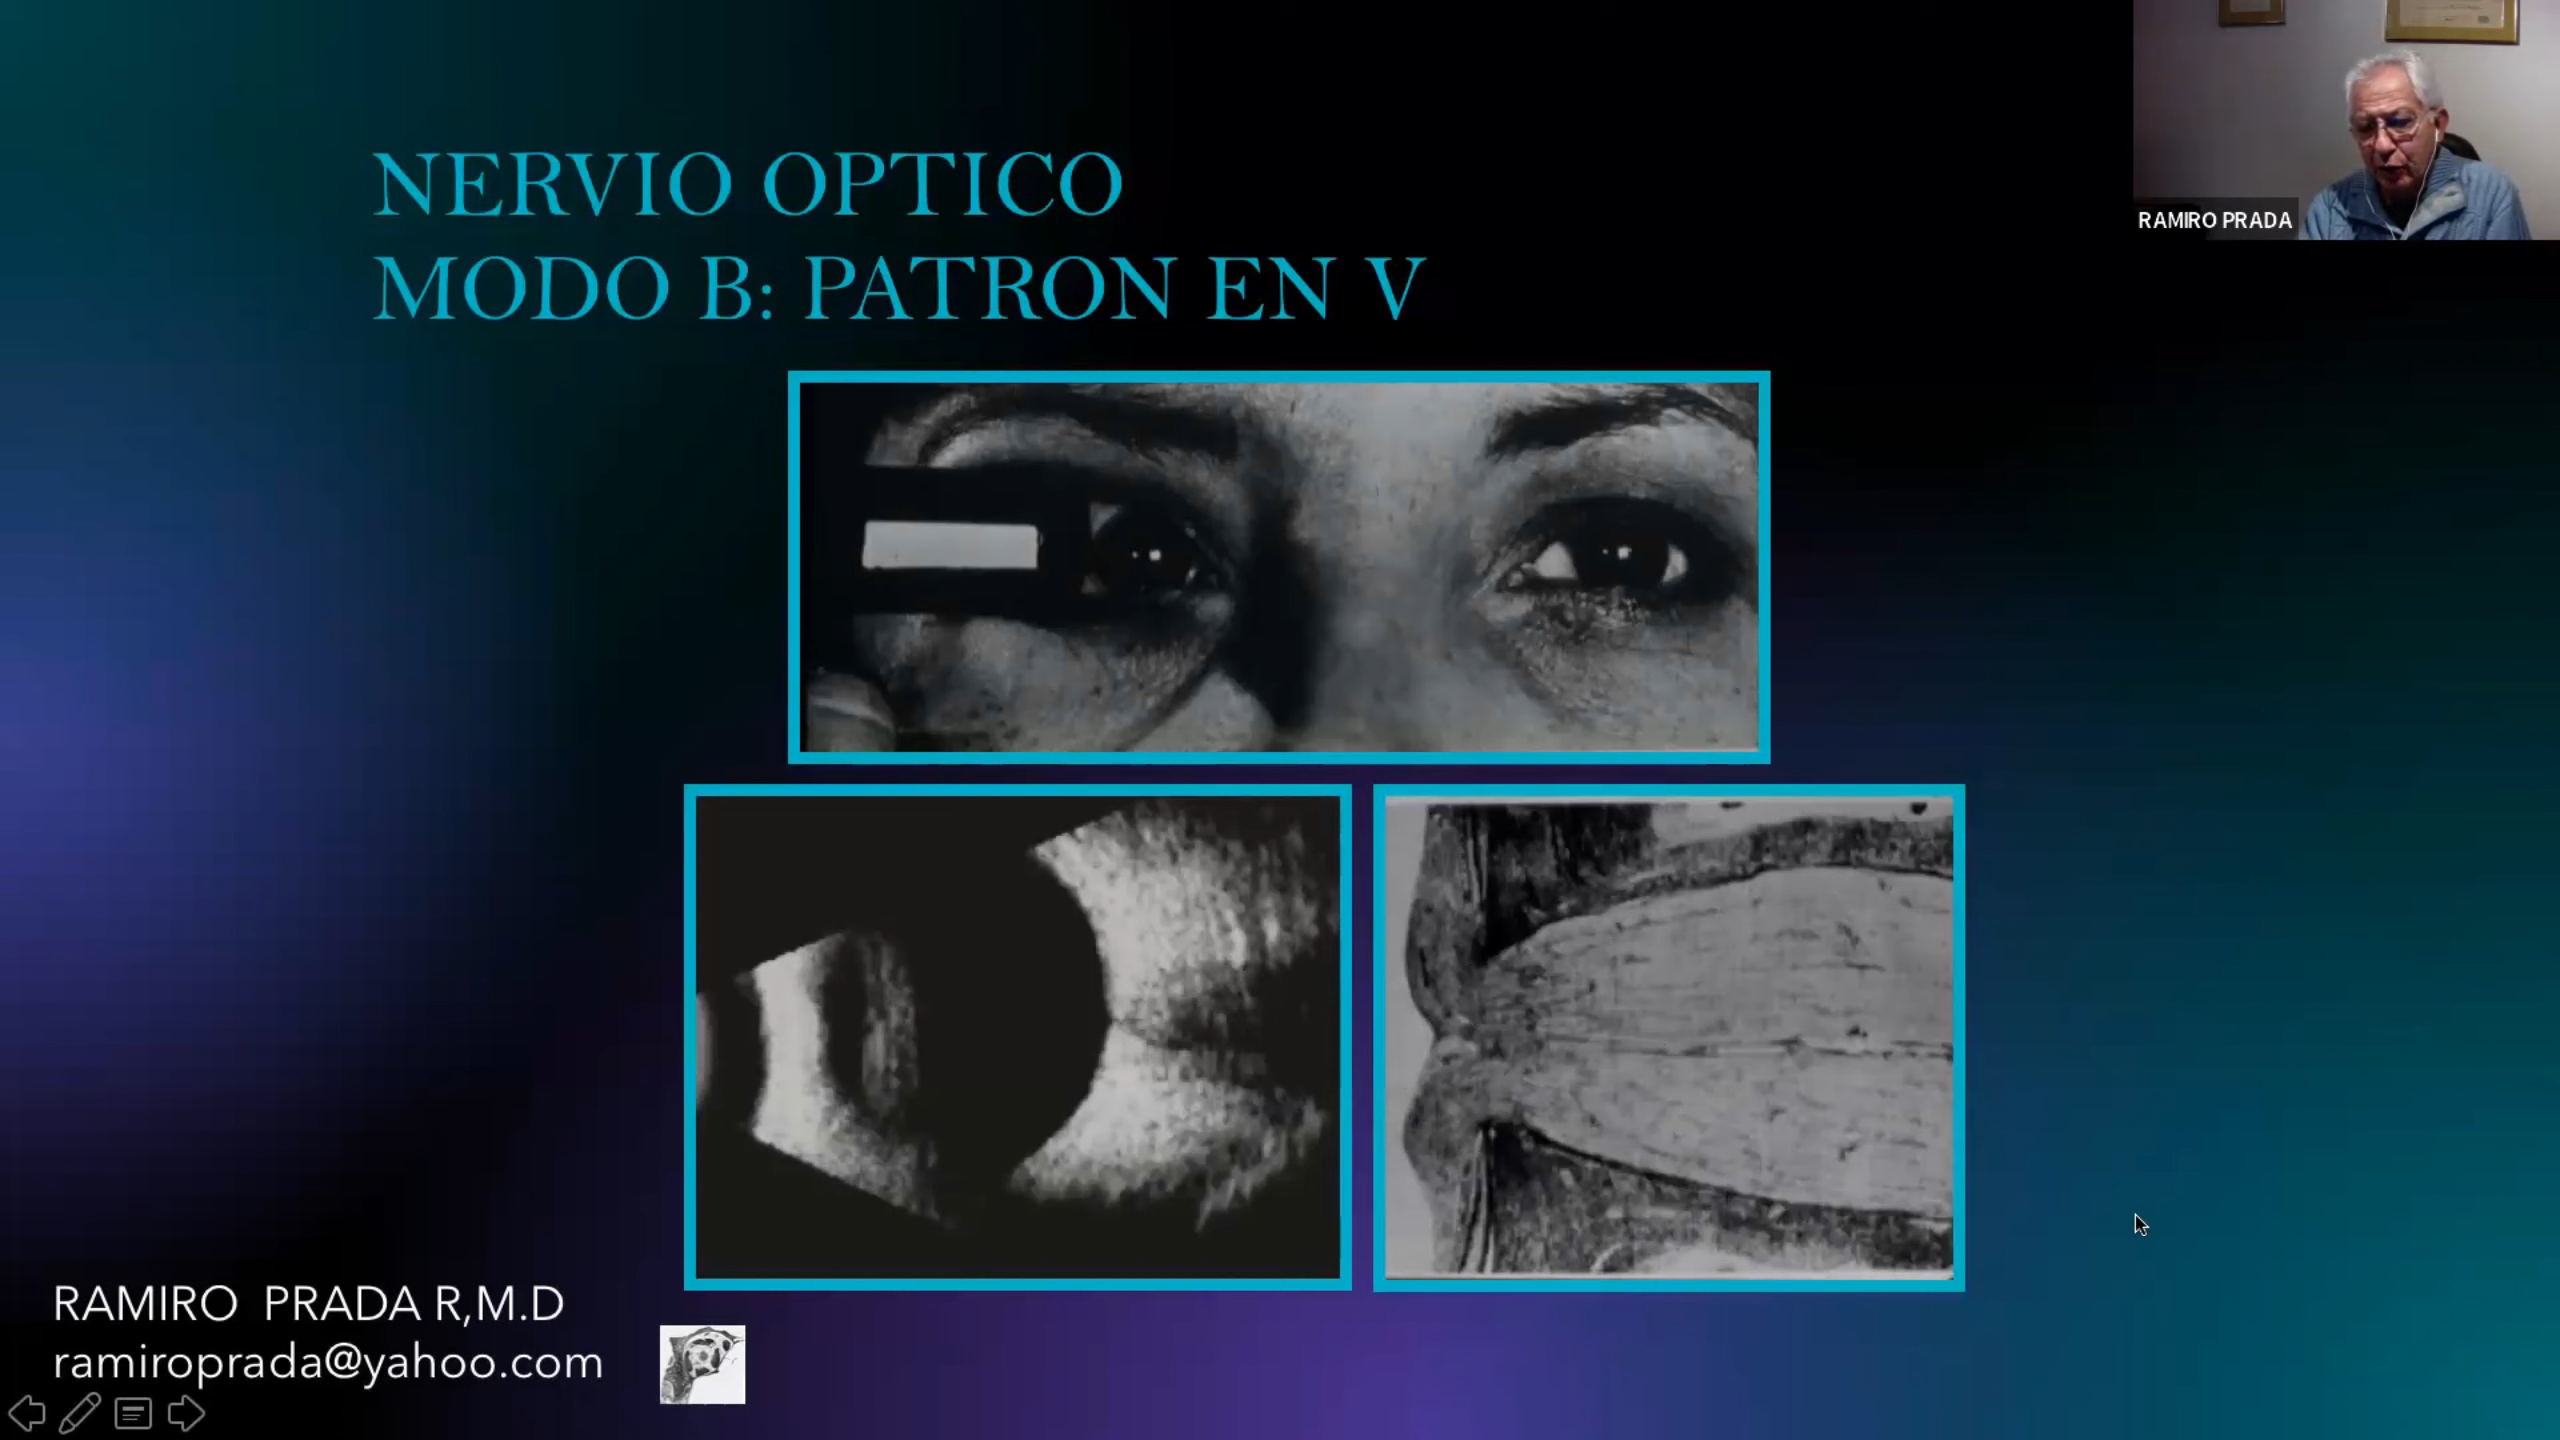 NERVIO OPTICO
MODO B: PATRON EN V
RAMIRO PRADA
RAMIRO  PRADA R,M.D
ramiroprada@yahoo.com